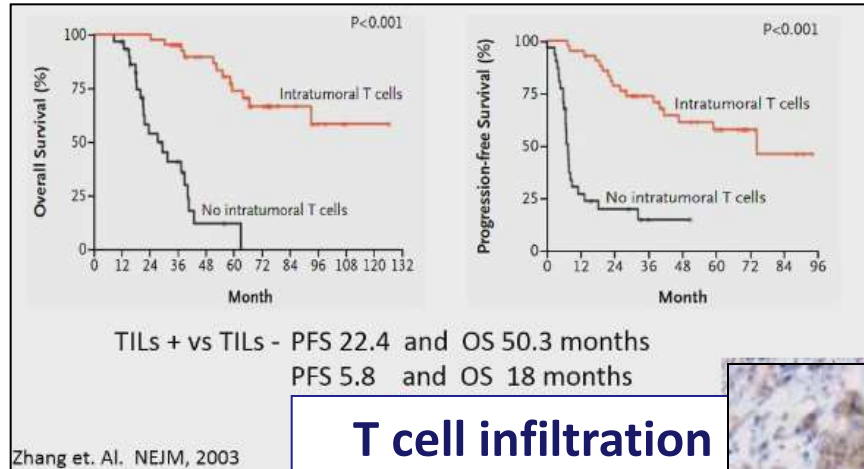 P<0.001
100
75
50
25
0
Overall Survival (%)
Intratumoral T cells
No intratumoral T cells
0 12 24 36 48 60 72 84 96 108 120 132
Month
P<0.001
100
75
50
25
0
Progression-free Survival (%)
Intratumoral T cells
No intratumoral T cells
0 12 24 36 48 60 72 84 96
Month
TILs + vs TILs - PFS 22.4 and OS 50.3 months
PFS 5.8 and OS 18 months
T cell infiltration
Zhang et. Al. NEJM, 2003